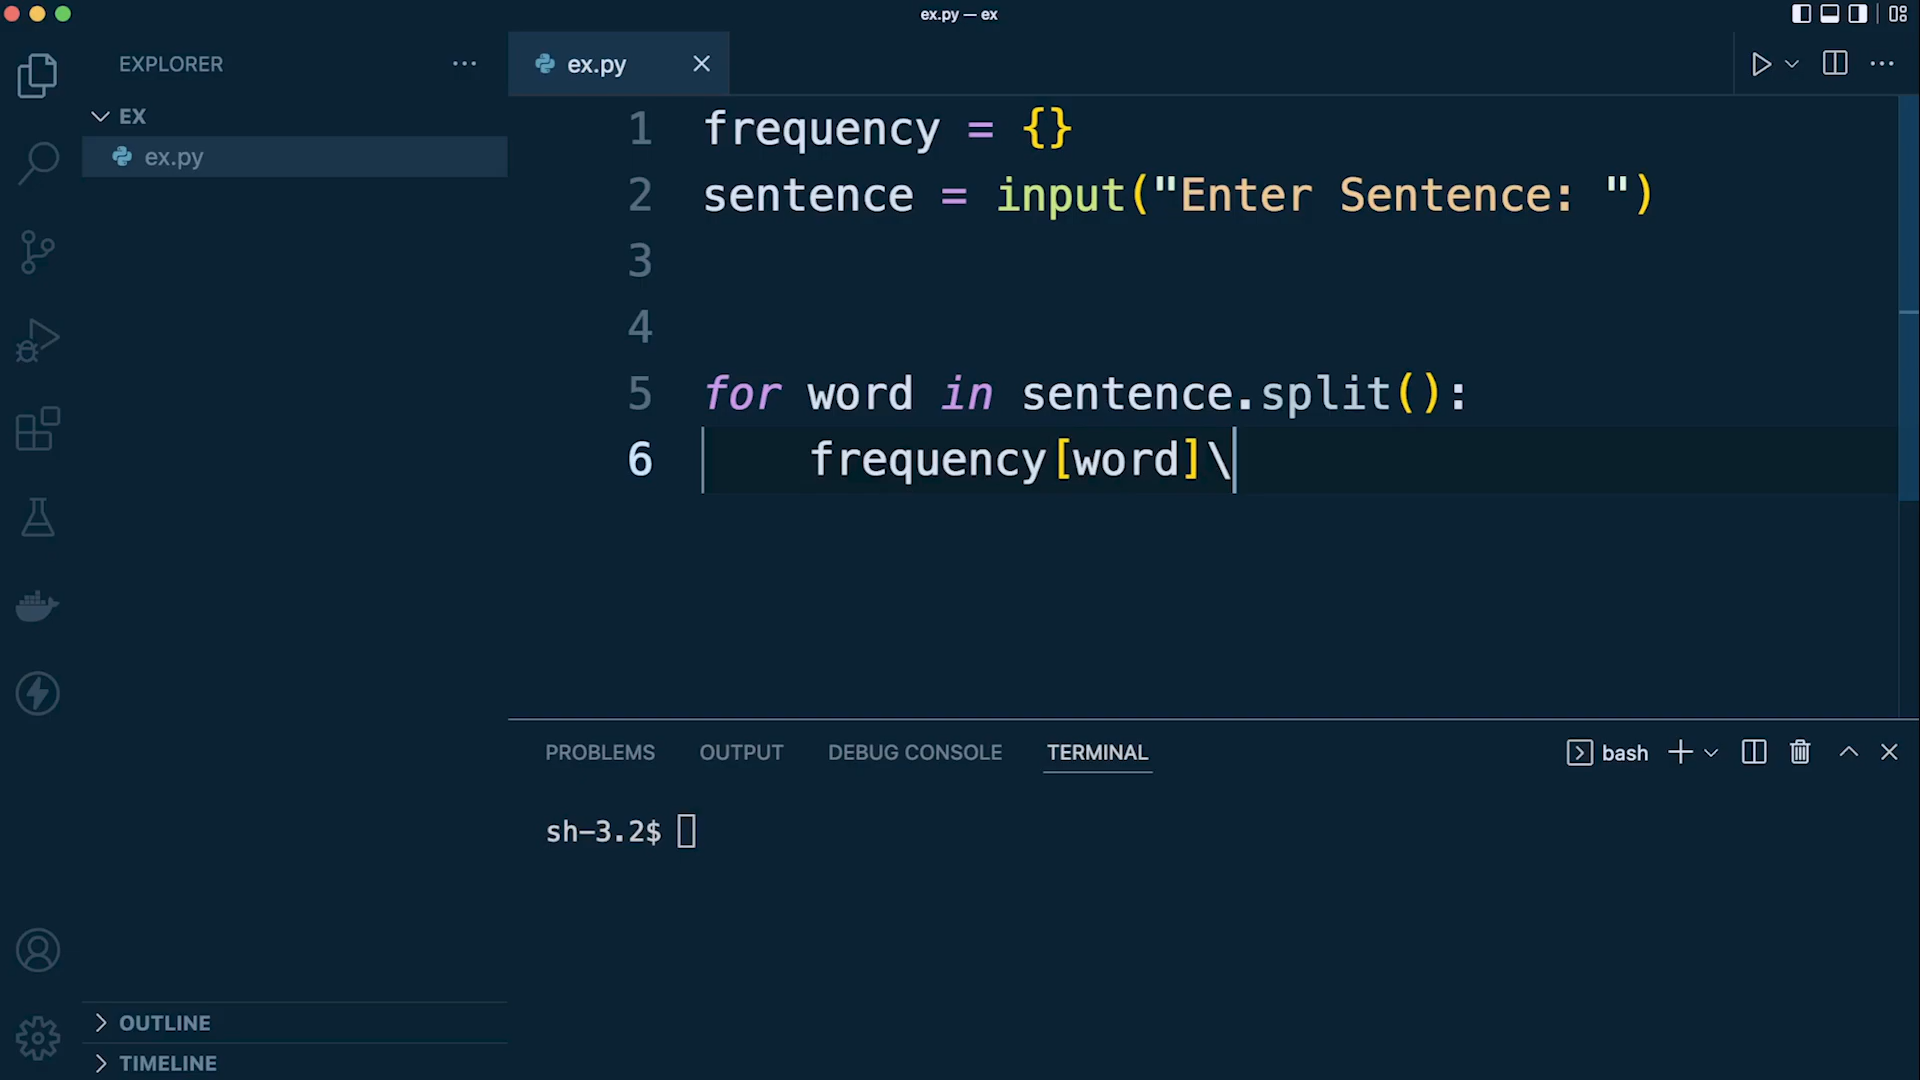 ex.py — ex
EXPLORER
EX
ex.py
OUTLINE
TIMELINE
ex.py
1 frequency = {}
2 sentence = input("Enter Sentence: ")
3
4
5 for word in sentence.split():
6 frequency[word]\
PROBLEMS OUTPUT DEBUG CONSOLE TERMINAL bash
sh-3.2$